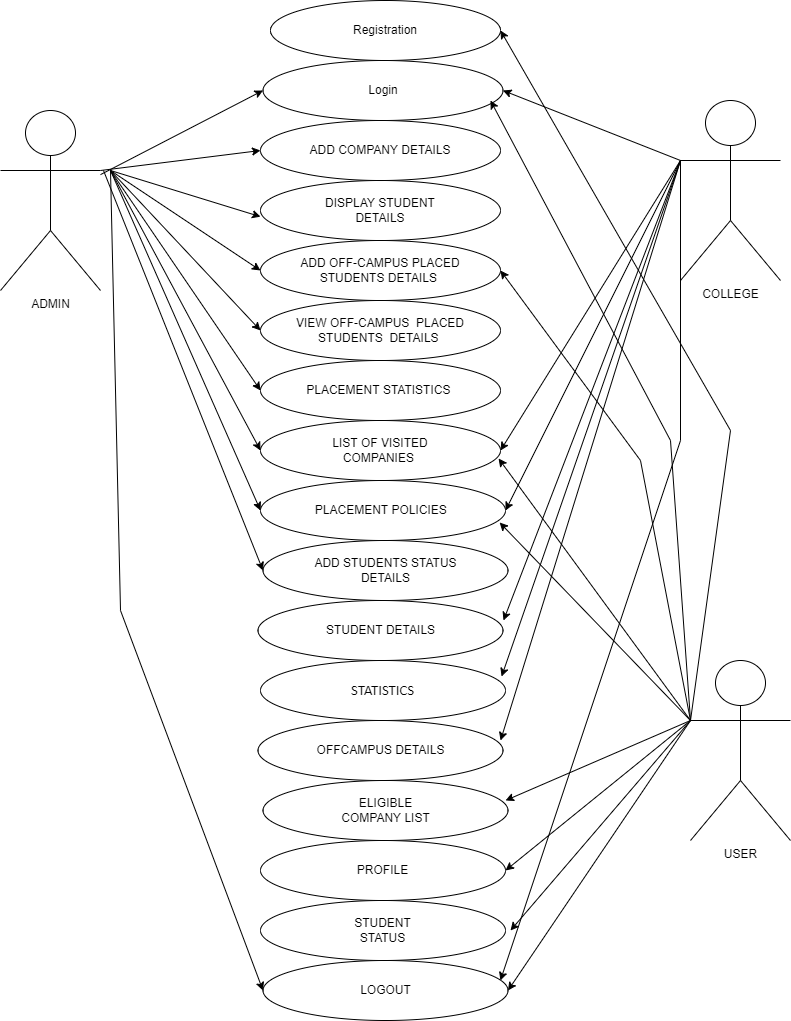 Registration
Login
ADD COMPANY DETAILS
DISPLAY STUDENT
DETAILS
ADD OFF-CAMPUS PLACED
STUDENTS DETAILS
VIEW OFF-CAMPUS PLACED
STUDENTS DETAILS
PLACEMENT STATISTICS
LIST OF VISITED
COMPANIES
PLACEMENT POLICIES
ADD STUDENTS STATUS
DETAILS
STUDENT DETAILS
STATISTICS
OFFCAMPUS DETAILS
ELIGIBLE
COMPANY LIST
PROFILE
STUDENT
STATUS
LOGOUT
ADMIN
COLLEGE
USER